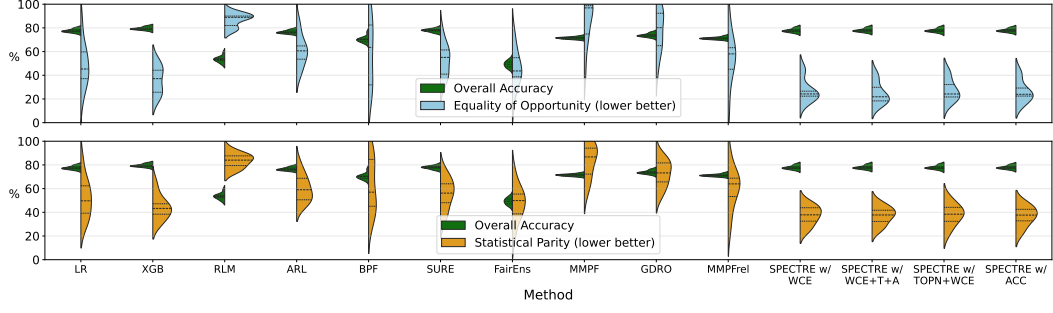 100
80
60
%
40
20
0
Overall Accuracy
Equality of Opportunity (lower better)
100
80
60
%
40
20
0
Overall Accuracy
Statistical Parity (lower better)
LR XGB RLM ARL BPF SURE FairEns MMPF GDRO MMPFrel SPECTRE w/ SPECTRE w/ SPECTRE w/ SPECTRE w/
WCE WCE+T+A TOPN+WCE ACC
Method